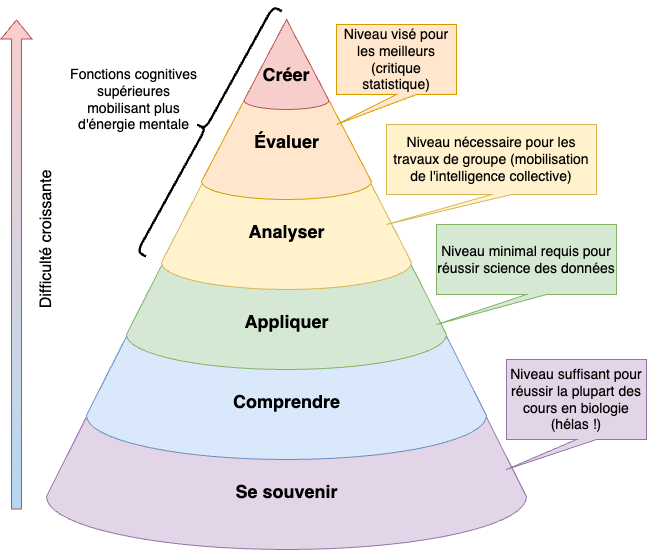 Créer
Niveau visé pour
les meilleurs
(critique
statistique)
Fonctions cognitives
supérieures
mobilisant plus
d'énergie mentale
Évaluer
Niveau nécessaire pour les
travaux de groupe (mobilisation
de l'intelligence collective)
Difficulté croissante
Analyser
Niveau minimal requis pour
réussir science des données
Appliquer
Comprendre
Niveau suffisant pour
réussir la plupart des
cours en biologie
(hélas !)
Se souvenir